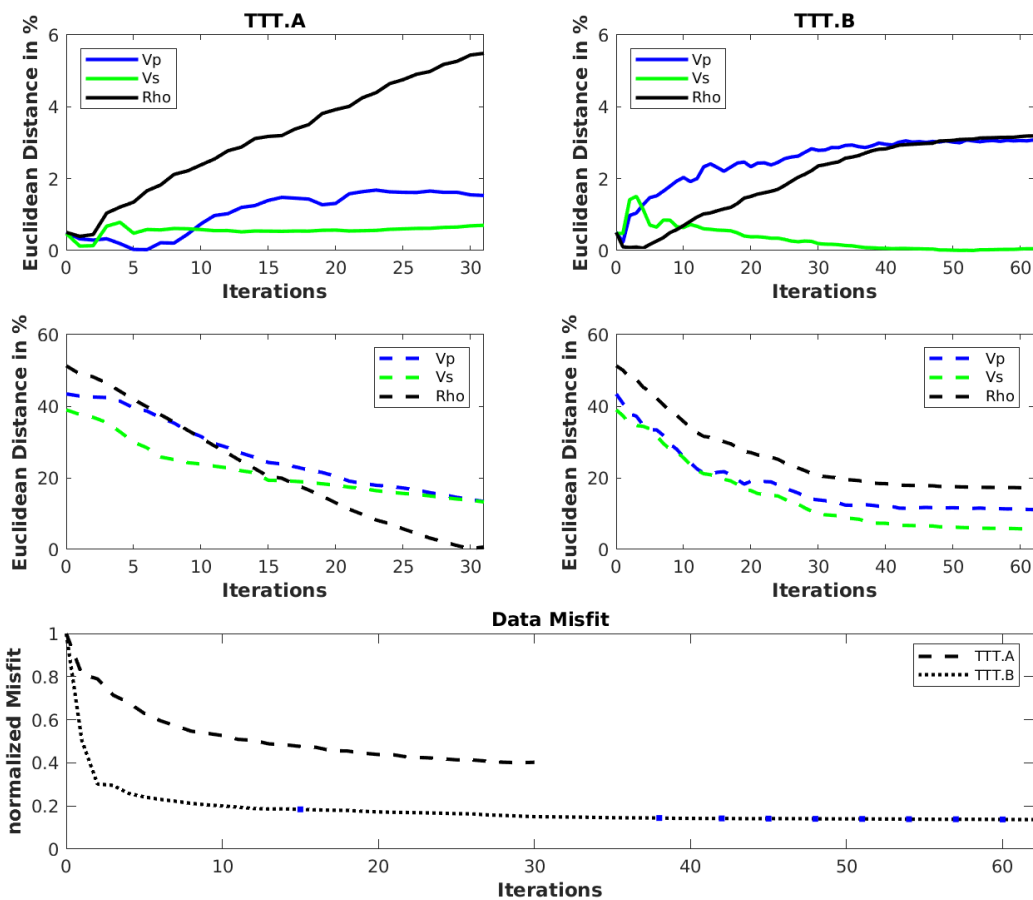 TTT.A
Euclidean Distance in %
6
4
2
0
Vp
Vs
Rho
0 5 10 15 20 25 30
Iterations
TTT.B
Euclidean Distance in %
6
4
2
0
Vp
Vs
Rho
0 10 20 30 40 50 60
Iterations
Euclidean Distance in %
60
40
20
0
Vp
Vs
Rho
0 5 10 15 20 25 30
Iterations
Euclidean Distance in %
60
40
20
0
Vp
Vs
Rho
0 10 20 30 40 50 60
Iterations
Data Misfit
normalized Misfit
1
0.8
0.6
0.4
0.2
0
TTT.A
TTT.B
0 10 20 30 40 50 60
Iterations